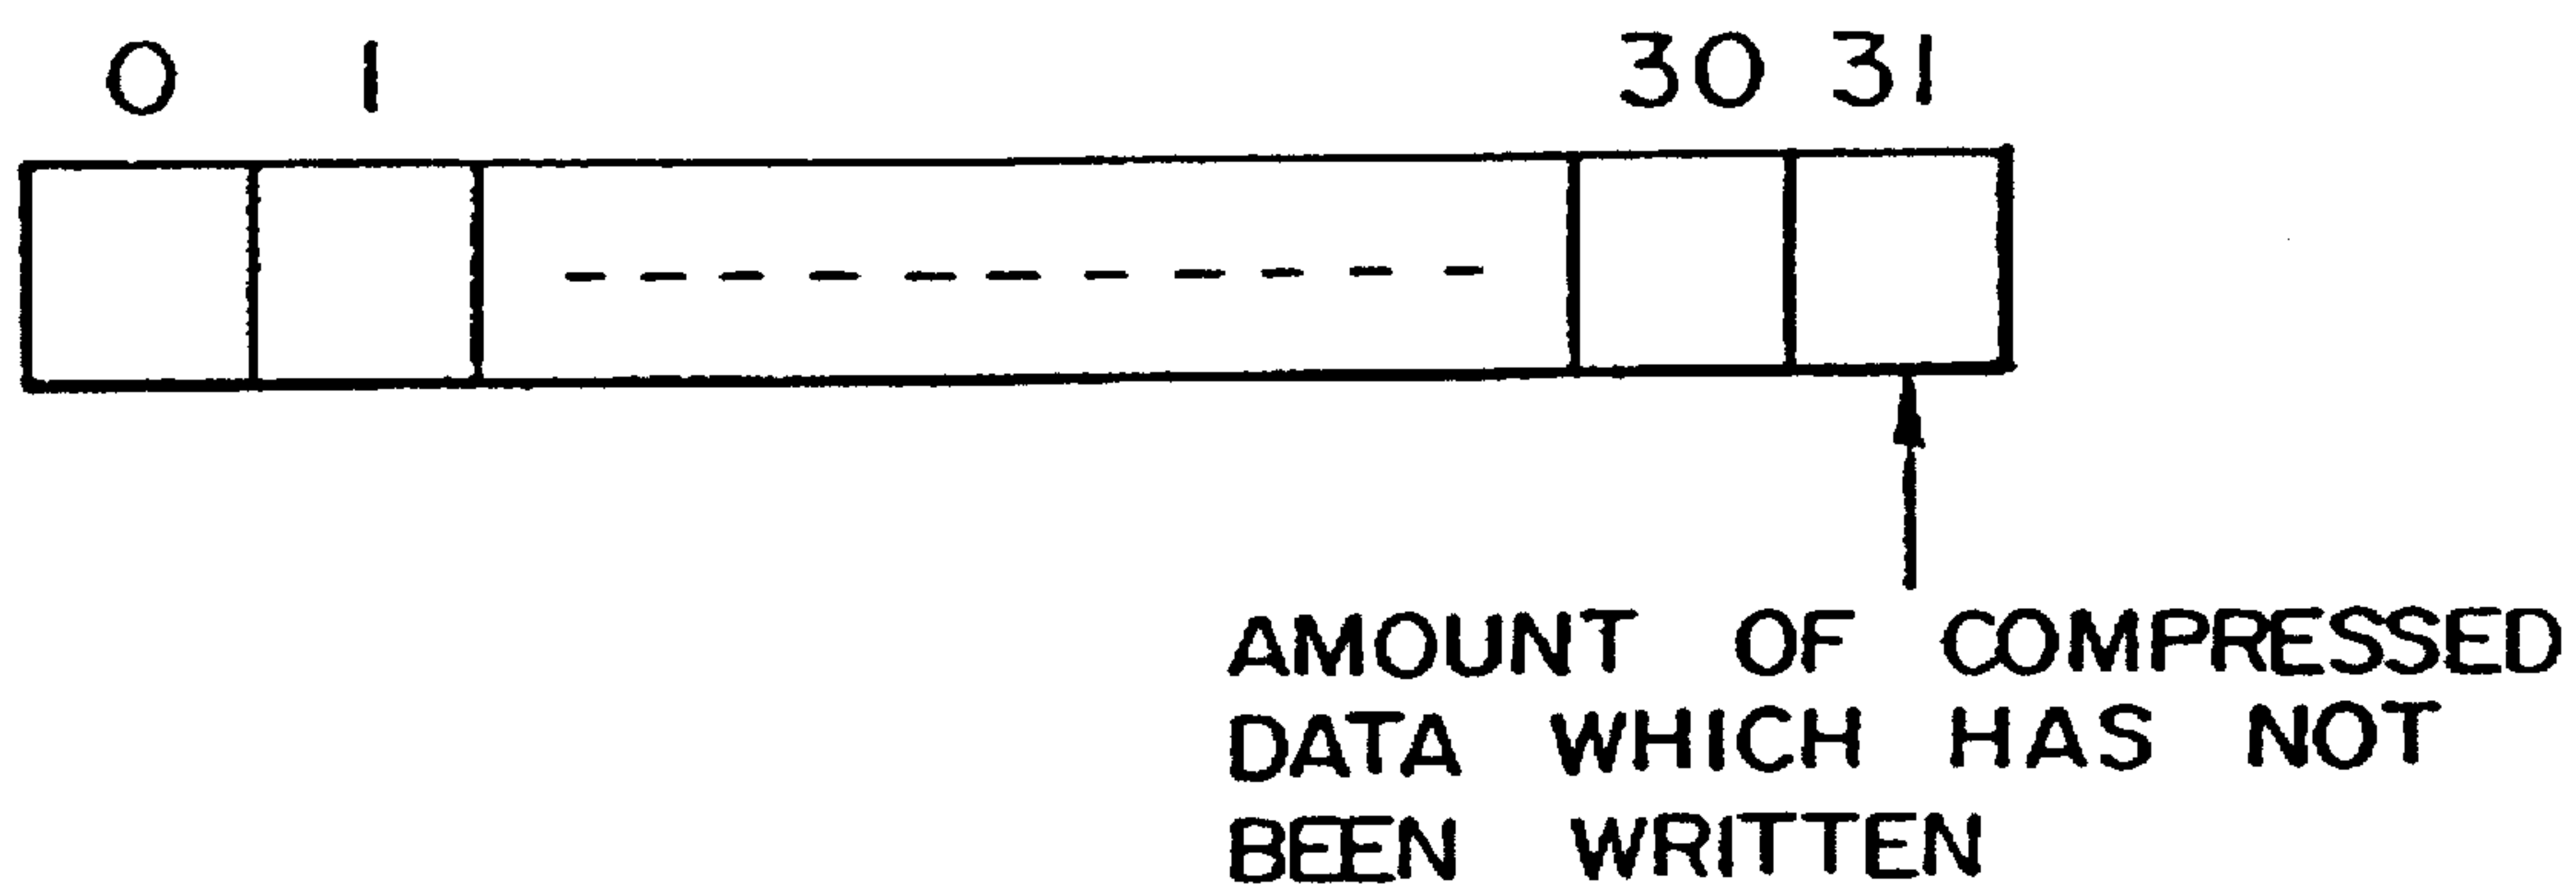 0 1 30 31
AMOUNT OF COMPRESSED
DATA WHICH HAS NOT
BEEN WRITTEN